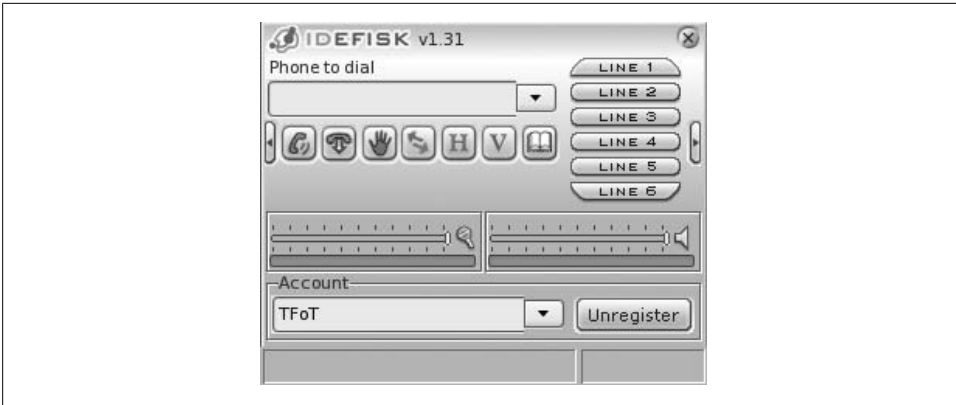 IDEFISK v1.31
Phone to dial
LINE 1
LINE 2
LINE 3
LINE 4
LINE 5
LINE 6
H
V
Account
TFoT
Unregister